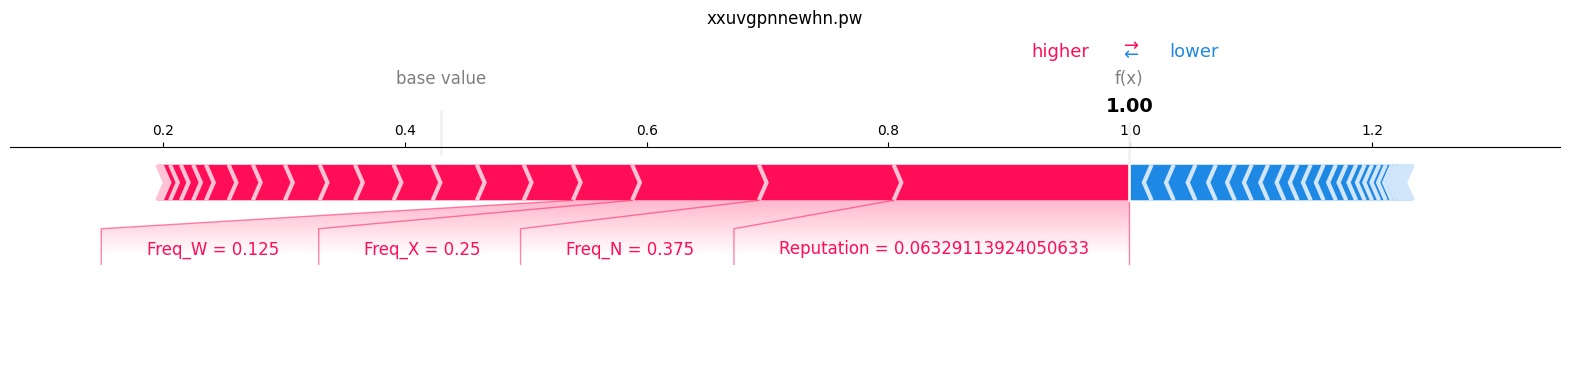 xxuvgpnnewhn.pw
higher ⇄ lower
base value
f(x)
1.00
0.2 0.4 0.6 0.8 1.0 1.2
Freq_W = 0.125 Freq_X = 0.25 Freq_N = 0.375 Reputation = 0.06329113924050633